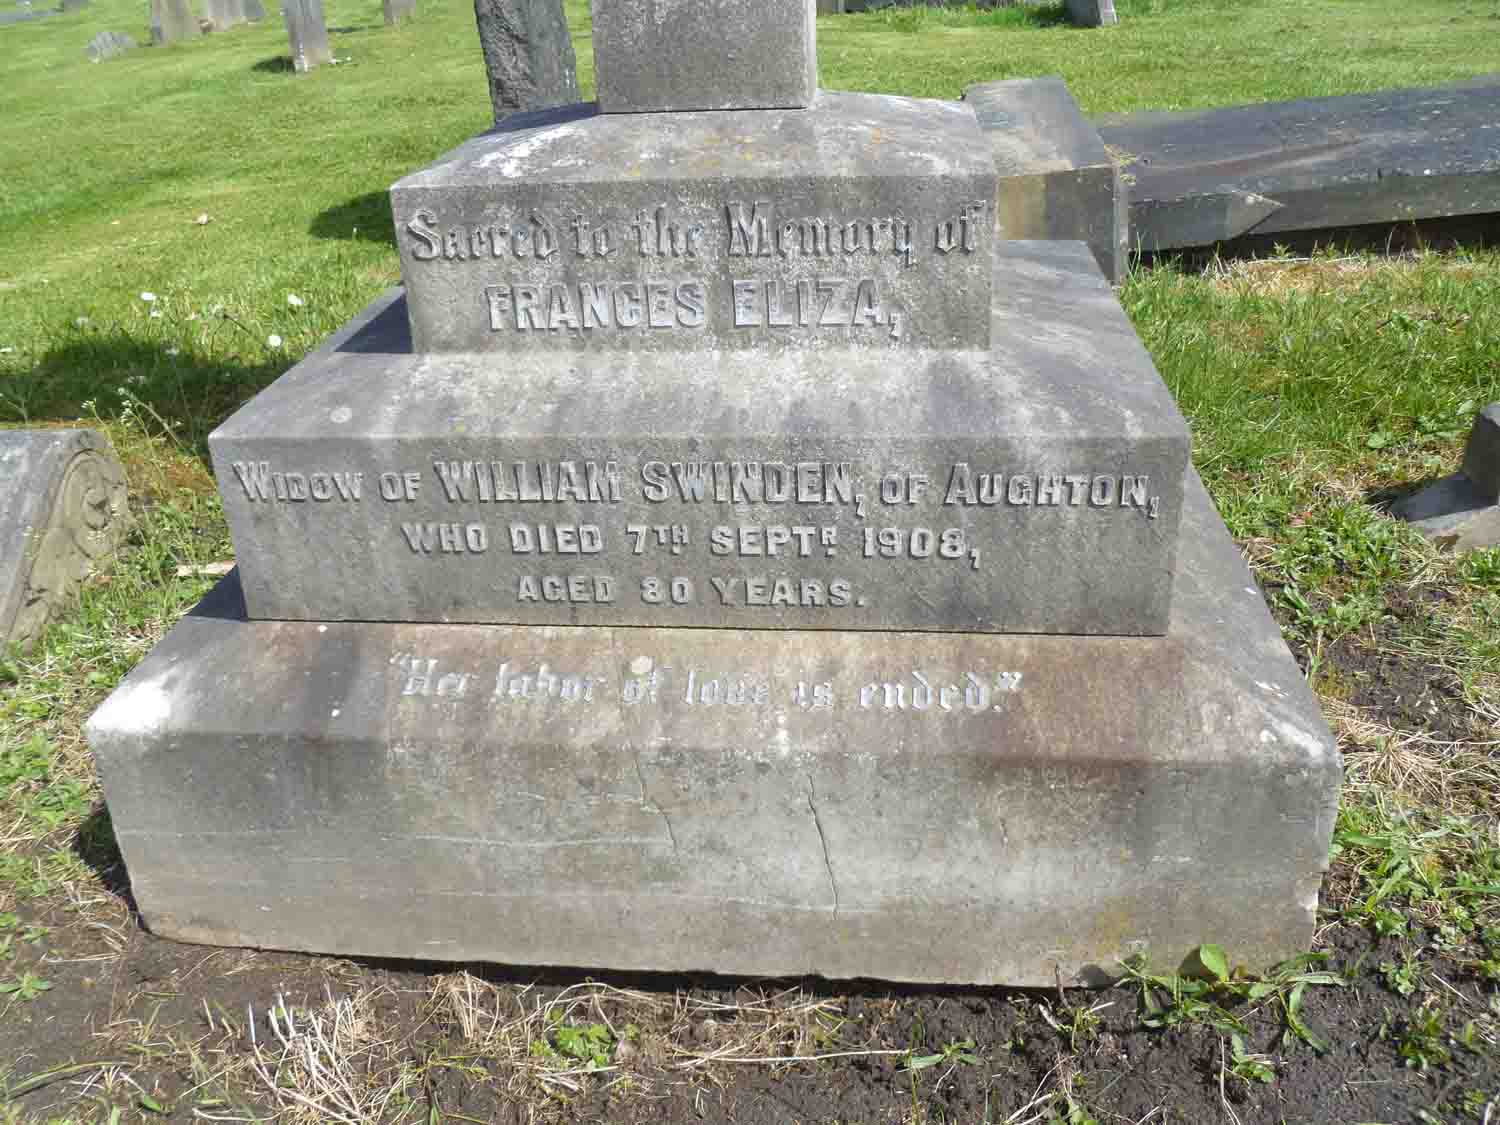 Sacred to the Memory of
FRANCES ELIZA,
WIDOW OF WILLIAM SWINDEN, OF AUGHTON,
WHO DIED 7TH SEPTR 1908,
AGED 80 YEARS.
"Her labor of love is ended."